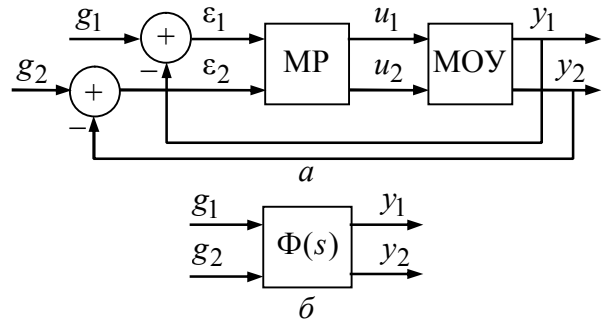 g1 + ε1 МР u1 МОУ y1
g2 + − ε2 u2 y2
−
а
g1 Φ(s) y1
g2 y2
б